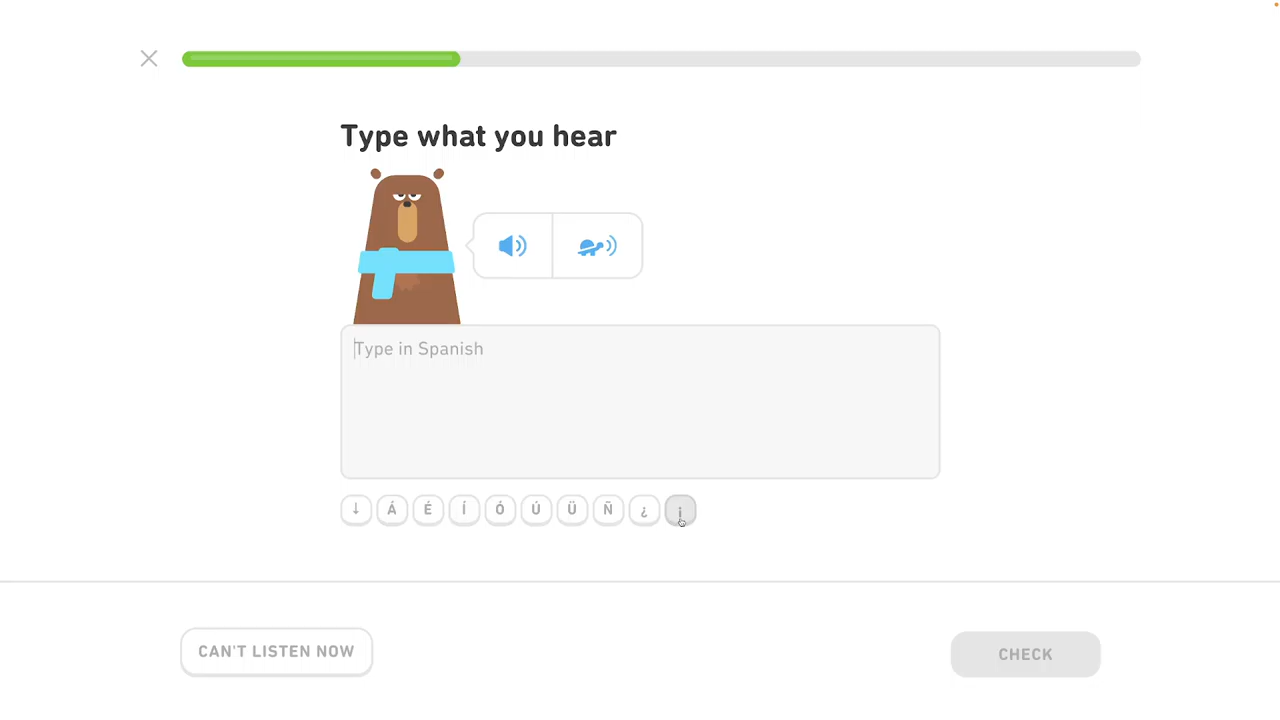 Type what you hear
Type in Spanish
↓ Á É Í Ó Ú Ü Ñ ¿ ¡
CAN'T LISTEN NOW
CHECK